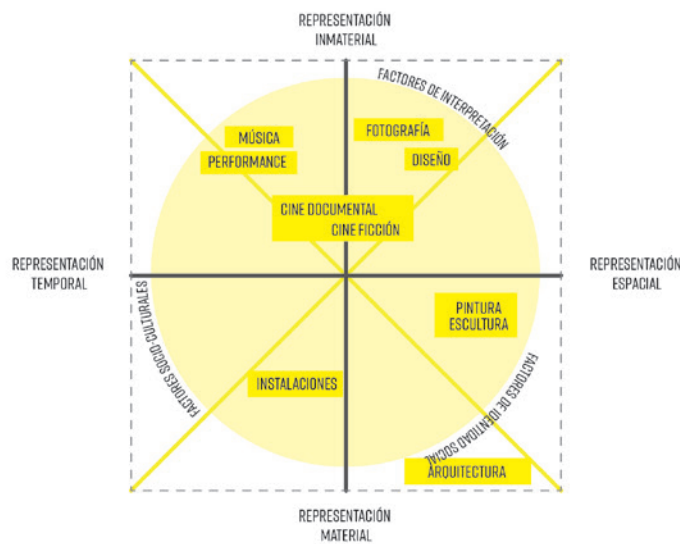 REPRESENTACIÓN
INMATERIAL
FACTORES DE INTERPRETACIÓN
FOTOGRAFÍA
MÚSICA
DISEÑO
PERFORMANCE
CINE DOCUMENTAL
CINE FICCIÓN
REPRESENTACIÓN
TEMPORAL
REPRESENTACIÓN
ESPACIAL
FACTORES SOCIO-CULTURALES
PINTURA
ESCULTURA
INSTALACIONES
FACTORES DE IDENTIDAD SOCIAL
ARQUITECTURA
REPRESENTACIÓN
MATERIAL